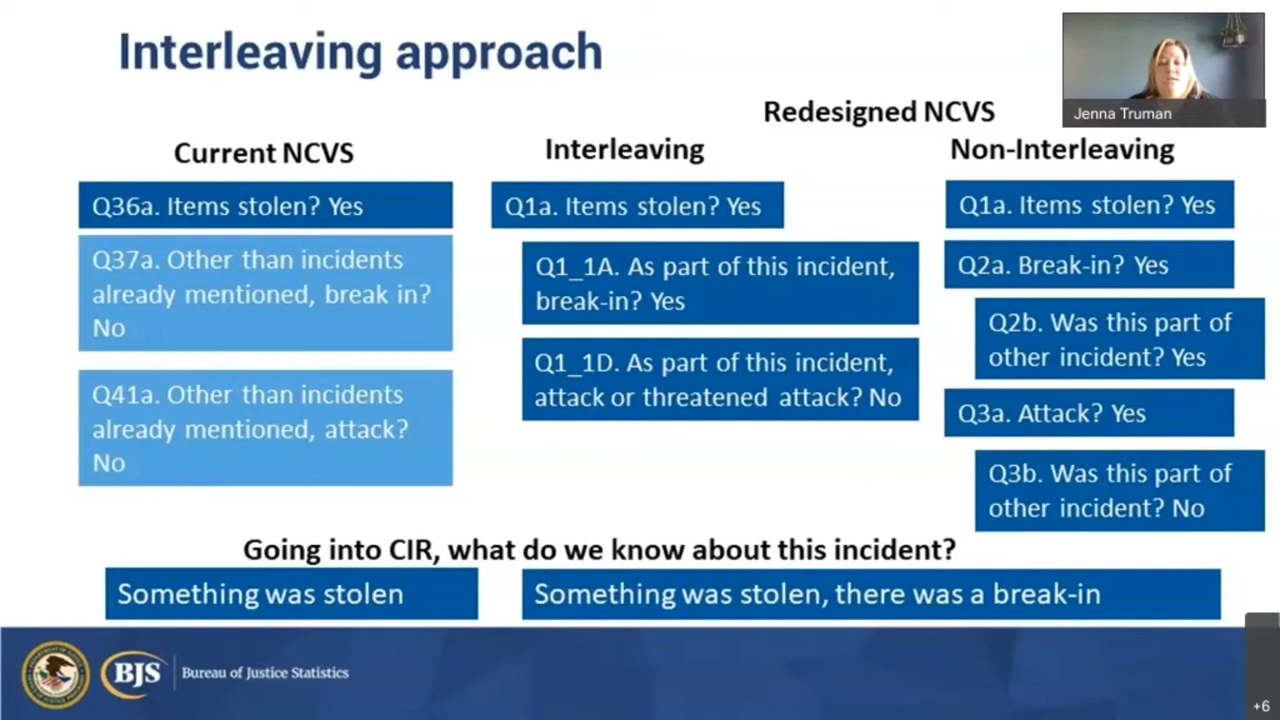 Interleaving approach
Jenna Truman
Redesigned NCVS
Current NCVS
Interleaving
Non-Interleaving
Q36a. Items stolen? Yes
Q37a. Other than incidents
already mentioned, break in?
No
Q41a. Other than incidents
already mentioned, attack?
No
Q1a. Items stolen? Yes
Q1_1A. As part of this incident,
break-in? Yes
Q1_1D. As part of this incident,
attack or threatened attack? No
Q1a. Items stolen? Yes
Q2a. Break-in? Yes
Q2b. Was this part of
other incident? Yes
Q3a. Attack? Yes
Q3b. Was this part of
other incident? No
Going into CIR, what do we know about this incident?
Something was stolen
Something was stolen, there was a break-in
BJS
Bureau of Justice Statistics
+6